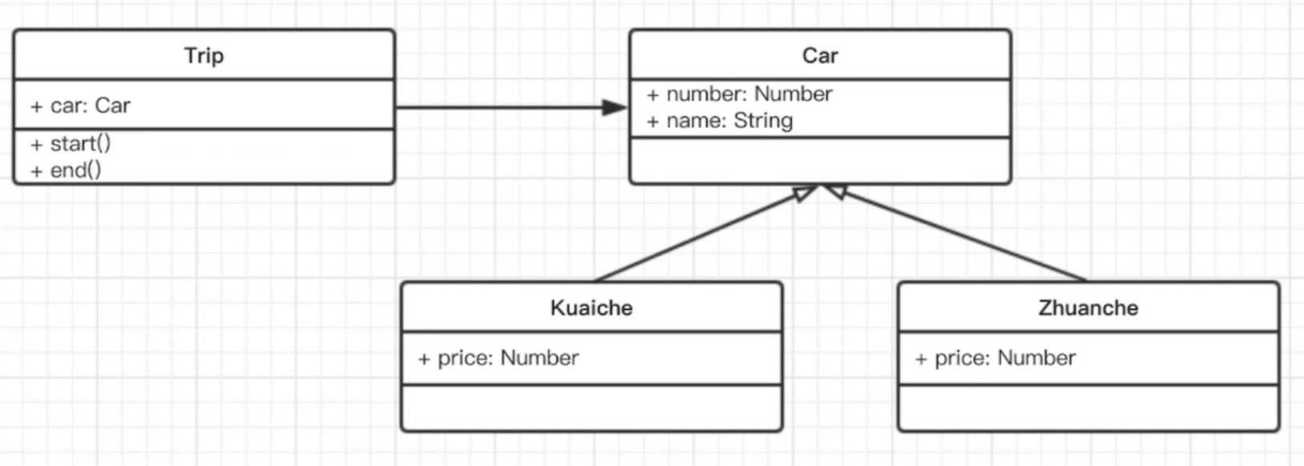 Trip
+ car: Car
+ start()
+ end()
Car
+ number: Number
+ name: String
Kuaiche
+ price: Number
Zhuanche
+ price: Number